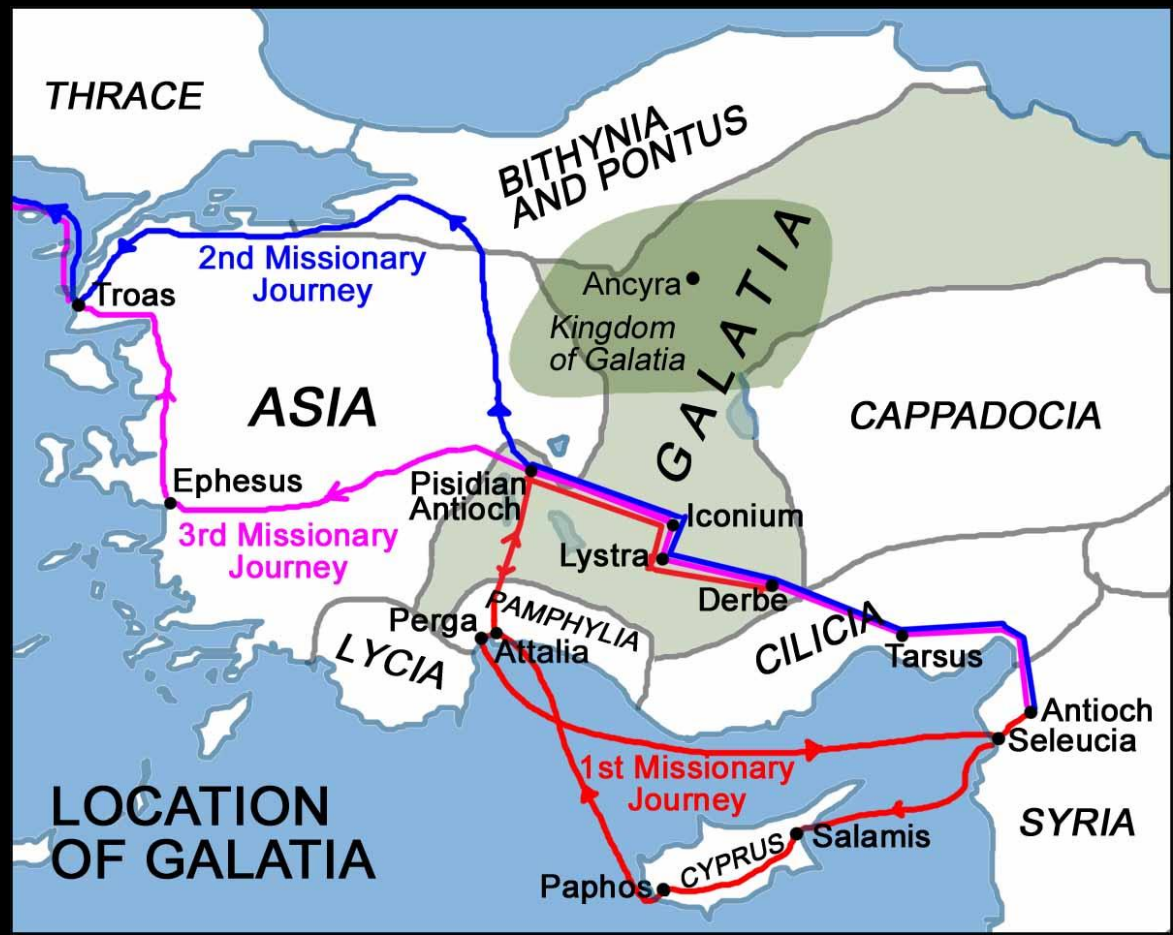 THRACE
BITHYNIA
AND PONTUS
2nd Missionary
Journey
Troas
Ancyra
Kingdom
of Galatia
GALATIA
ASIA
CAPPADOCIA
Ephesus
Pisidian
Antioch
3rd Missionary
Journey
Iconium
Lystra
Derbe
PAMPHYLIA
Perga
Attalia
LYCIA
CILICIA
Tarsus
Antioch
Seleucia
1st Missionary
Journey
LOCATION
OF GALATIA
SYRIA
Salamis
CYPRUS
Paphos